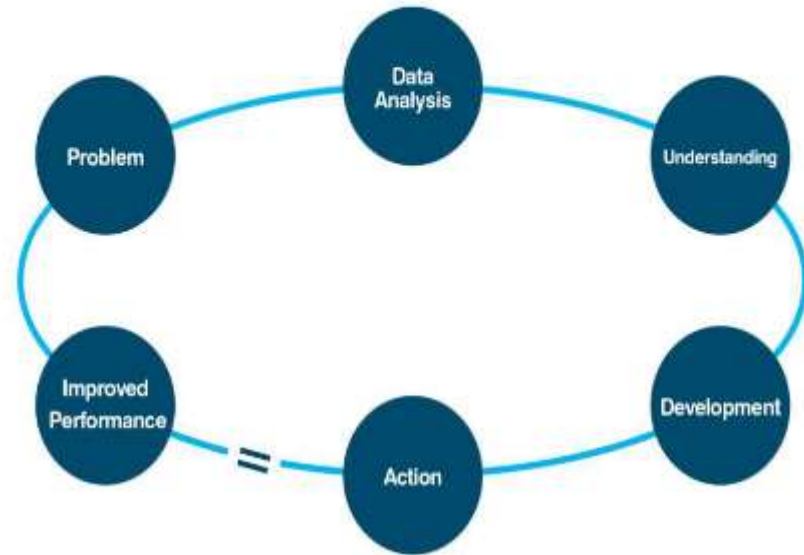 Data
Analysis
Problem
Understanding
Improved
Performance
Development
=
Action